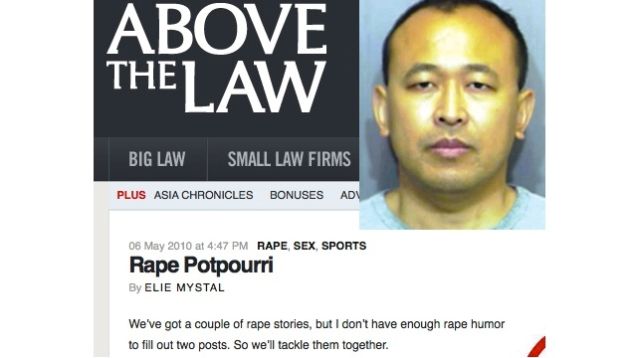 ABOVE
THE LAW
BIG LAW
SMALL LAW FIRMS
PLUS ASIA CHRONICLES BONUSES
06 May 2010 at 4:47 PM RAPE, SEX, SPORTS
Rape Potpourri
By ELIE MYSTAL
We've got a couple of rape stories, but I don't have enough rape humor
to fill out two posts. So we'll tackle them together.